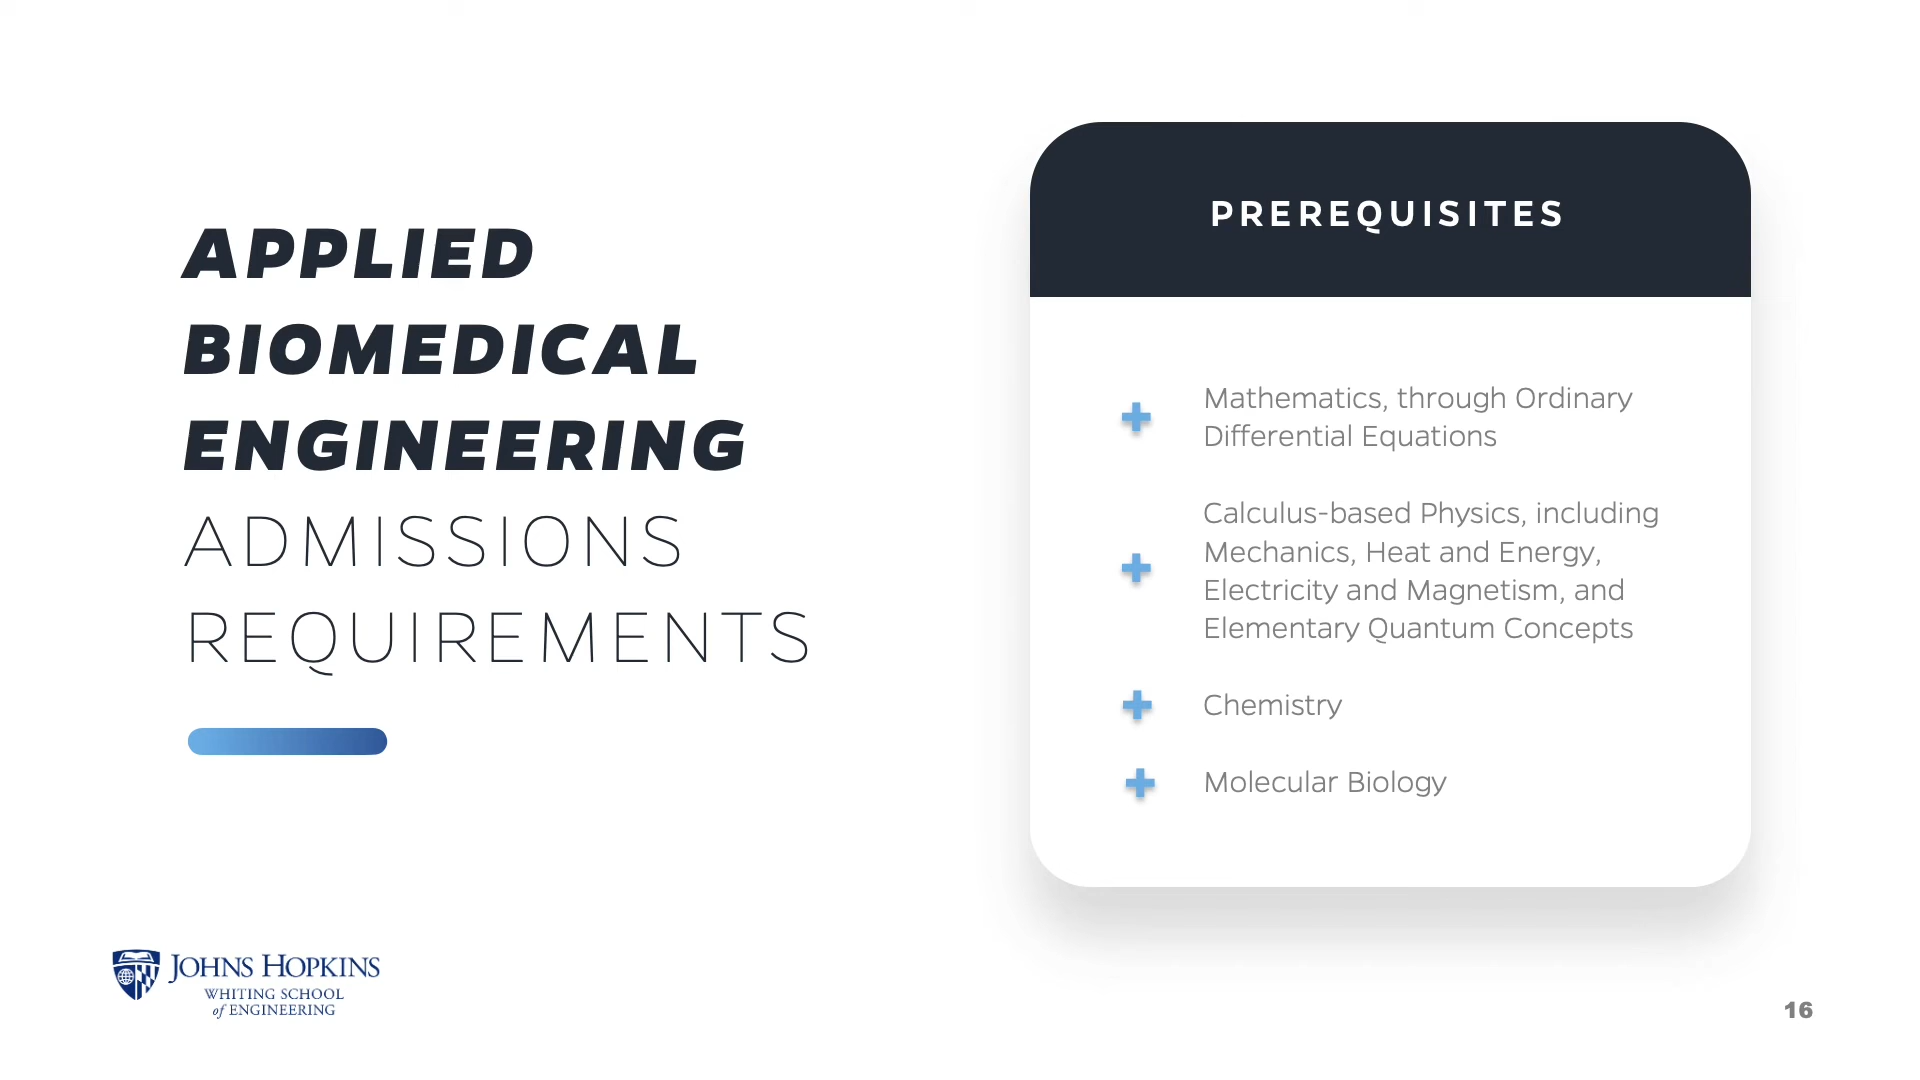 APPLIED
BIOMEDICAL
ENGINEERING
ADMISSIONS
REQUIREMENTS
PREREQUISITES
Mathematics, through Ordinary
Differential Equations
Calculus-based Physics, including
Mechanics, Heat and Energy,
Electricity and Magnetism, and
Elementary Quantum Concepts
Chemistry
Molecular Biology
JOHNS HOPKINS
WHITING SCHOOL
of ENGINEERING
16